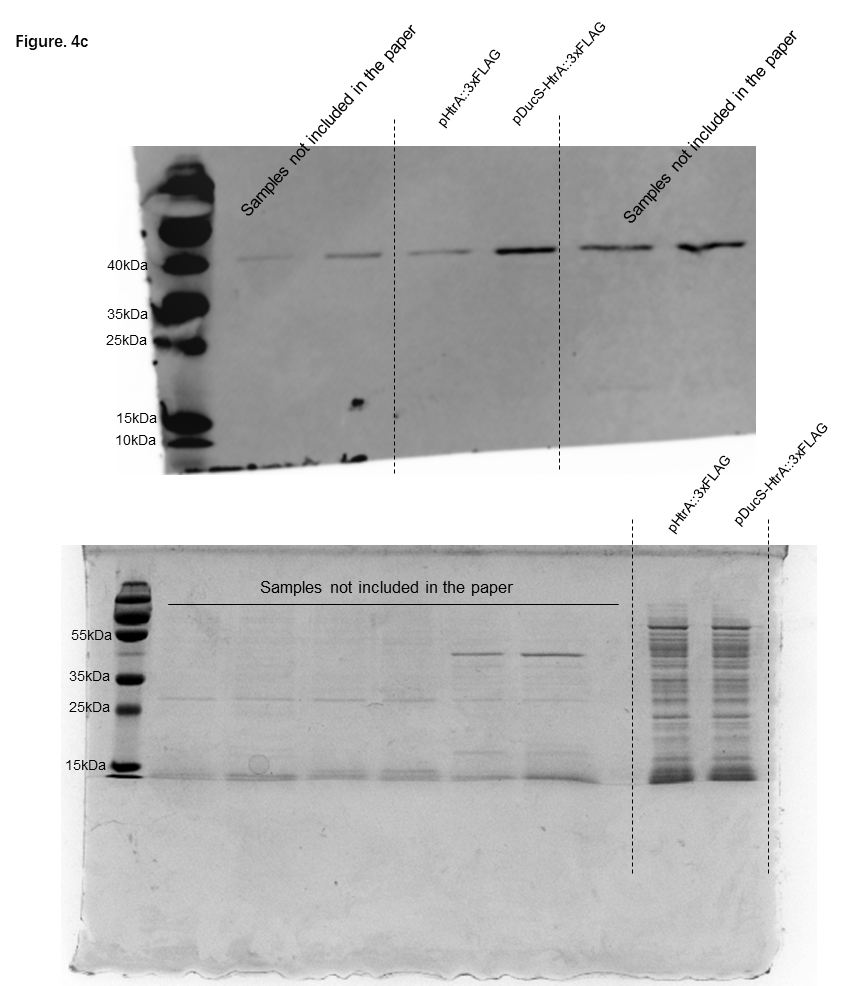 Figure. 4c
Samples not included in the paper
pHtrA::3xFLAG
pDucS-HtrA::3xFLAG
Samples not included in the paper
40kDa
35kDa
25kDa
15kDa
10kDa
pHtrA::3xFLAG
pDucS-HtrA::3xFLAG
Samples not included in the paper
55kDa
35kDa
25kDa
15kDa